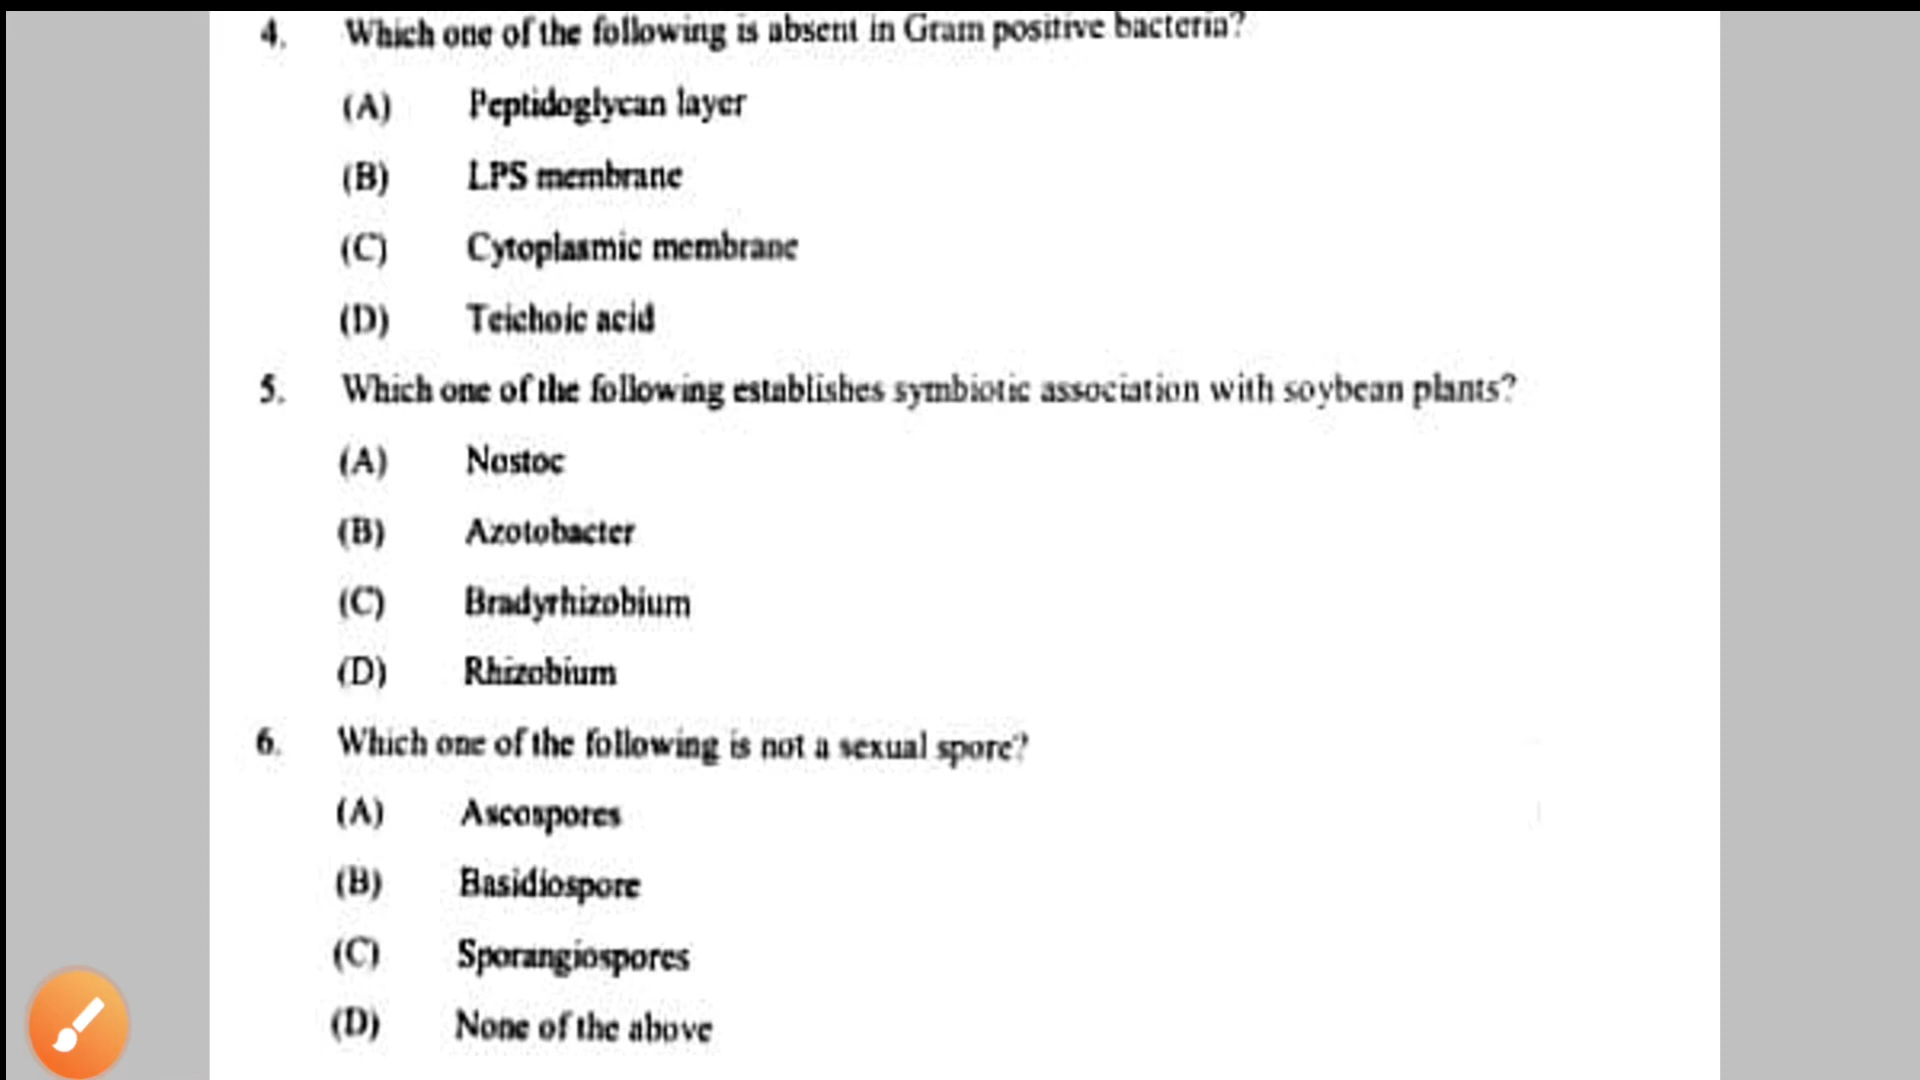 4. Which one of the following is absent in Gram positive bacteria?
(A) Peptidoglycan layer
(B) LPS membrane
(C) Cytoplasmic membrane
(D) Teichoic acid
5. Which one of the following establishes symbiotic association with soybean plants?
(A) Nostoc
(B) Azotobacter
(C) Bradyrhizobium
(D) Rhizobium
6. Which one of the following is not a sexual spore?
(A) Ascospores
(B) Basidiospore
(C) Sporangiospores
(D) None of the above